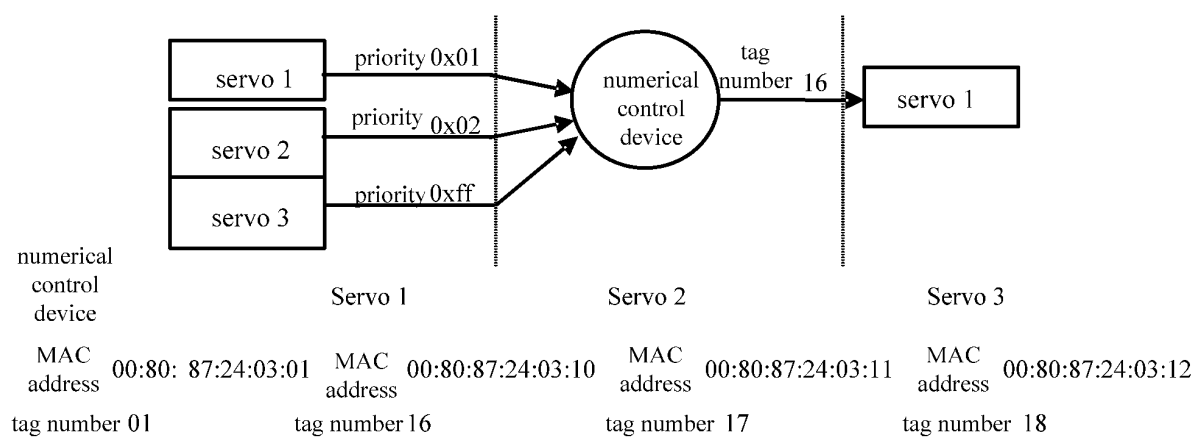 servo 1
priority 0x01
servo 2
priority 0x02
servo 3
priority 0xff
numerical
control
device
tag
number 16
servo 1
numerical
control
device
Servo 1
Servo 2
Servo 3
MAC
address 00:80: 87:24:03:01
MAC
address 00:80:87:24:03:10
MAC
address 00:80:87:24:03:11
MAC
address 00:80:87:24:03:12
tag number 01
tag number 16
tag number 17
tag number 18